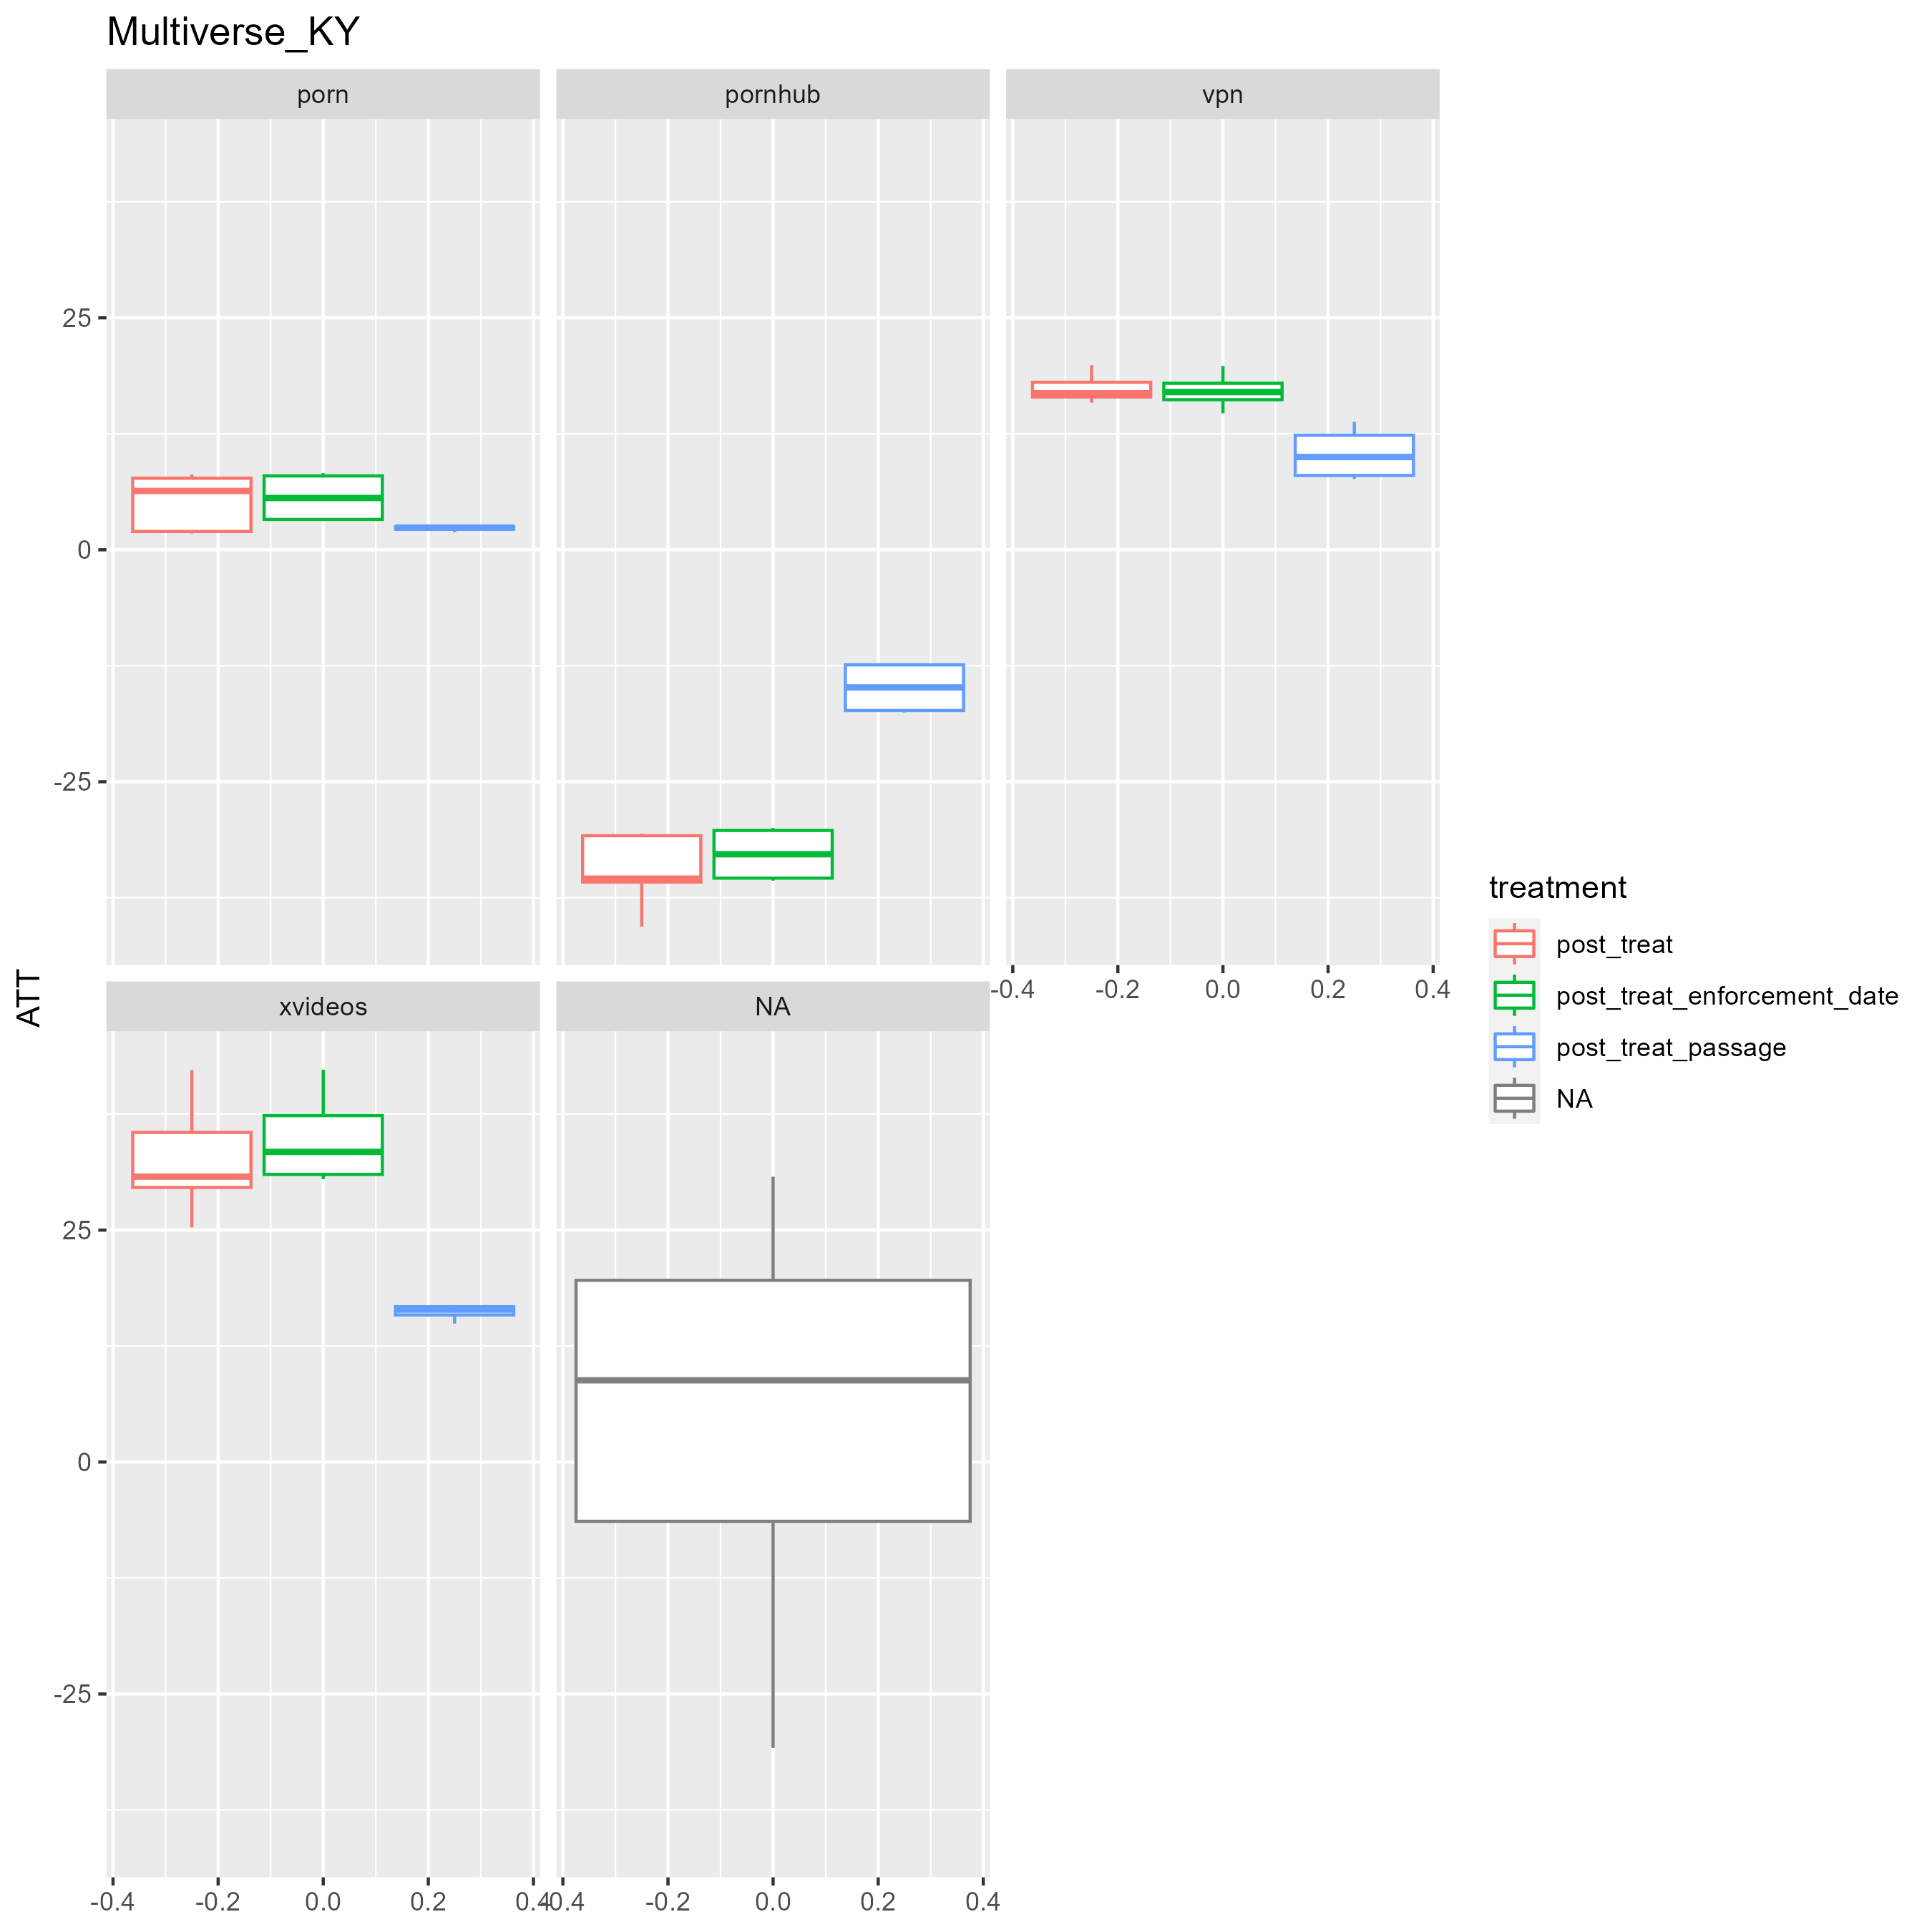 Multiverse_KY
porn
pornhub
vpn
25
0
-25
-0.4 -0.2 0.0 0.2 0.4
ATT
xvideos
NA
25
0
-25
-0.4 -0.2 0.0 0.2 0.4
-0.4 -0.2 0.0 0.2 0.4
treatment
post_treat
post_treat_enforcement_date
post_treat_passage
NA